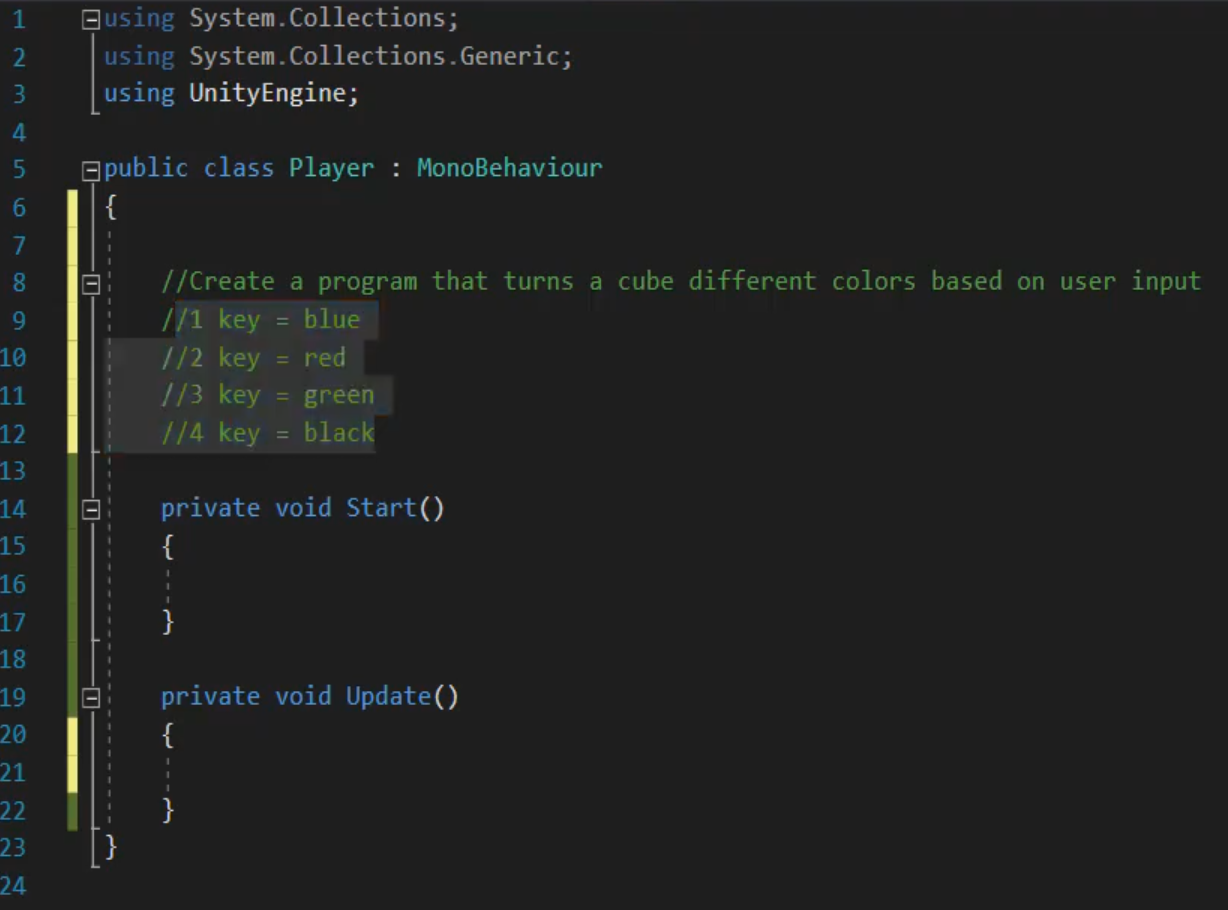 1 using System.Collections;
2 using System.Collections.Generic;
3 using UnityEngine;
4
5 public class Player : MonoBehaviour
6 {
7
8 //Create a program that turns a cube different colors based on user input
9 //1 key = blue
10 //2 key = red
11 //3 key = green
12 //4 key = black
13
14 private void Start()
15 {
16
17 }
18
19 private void Update()
20 {
21
22 }
23 }
24